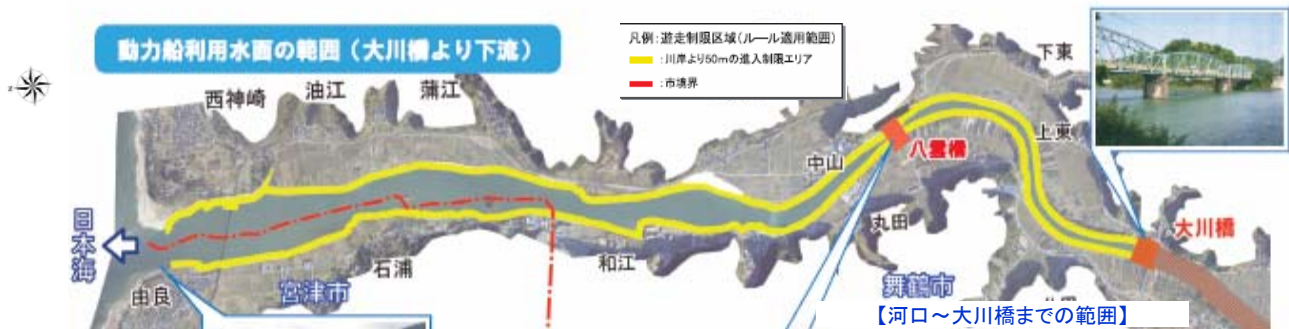 動力船利用水面の範囲（大川橋より下流）
凡例：遊走制限区域（ルール適用範囲）
：川岸より50mの進入制限エリア
：市境界
西神崎
油江
蒲江
下東
上東
中山
八雲橋
丸田
大川橋
日本海
石浦
和江
由良
宮津市
舞鶴市
【河口～大川橋までの範囲】